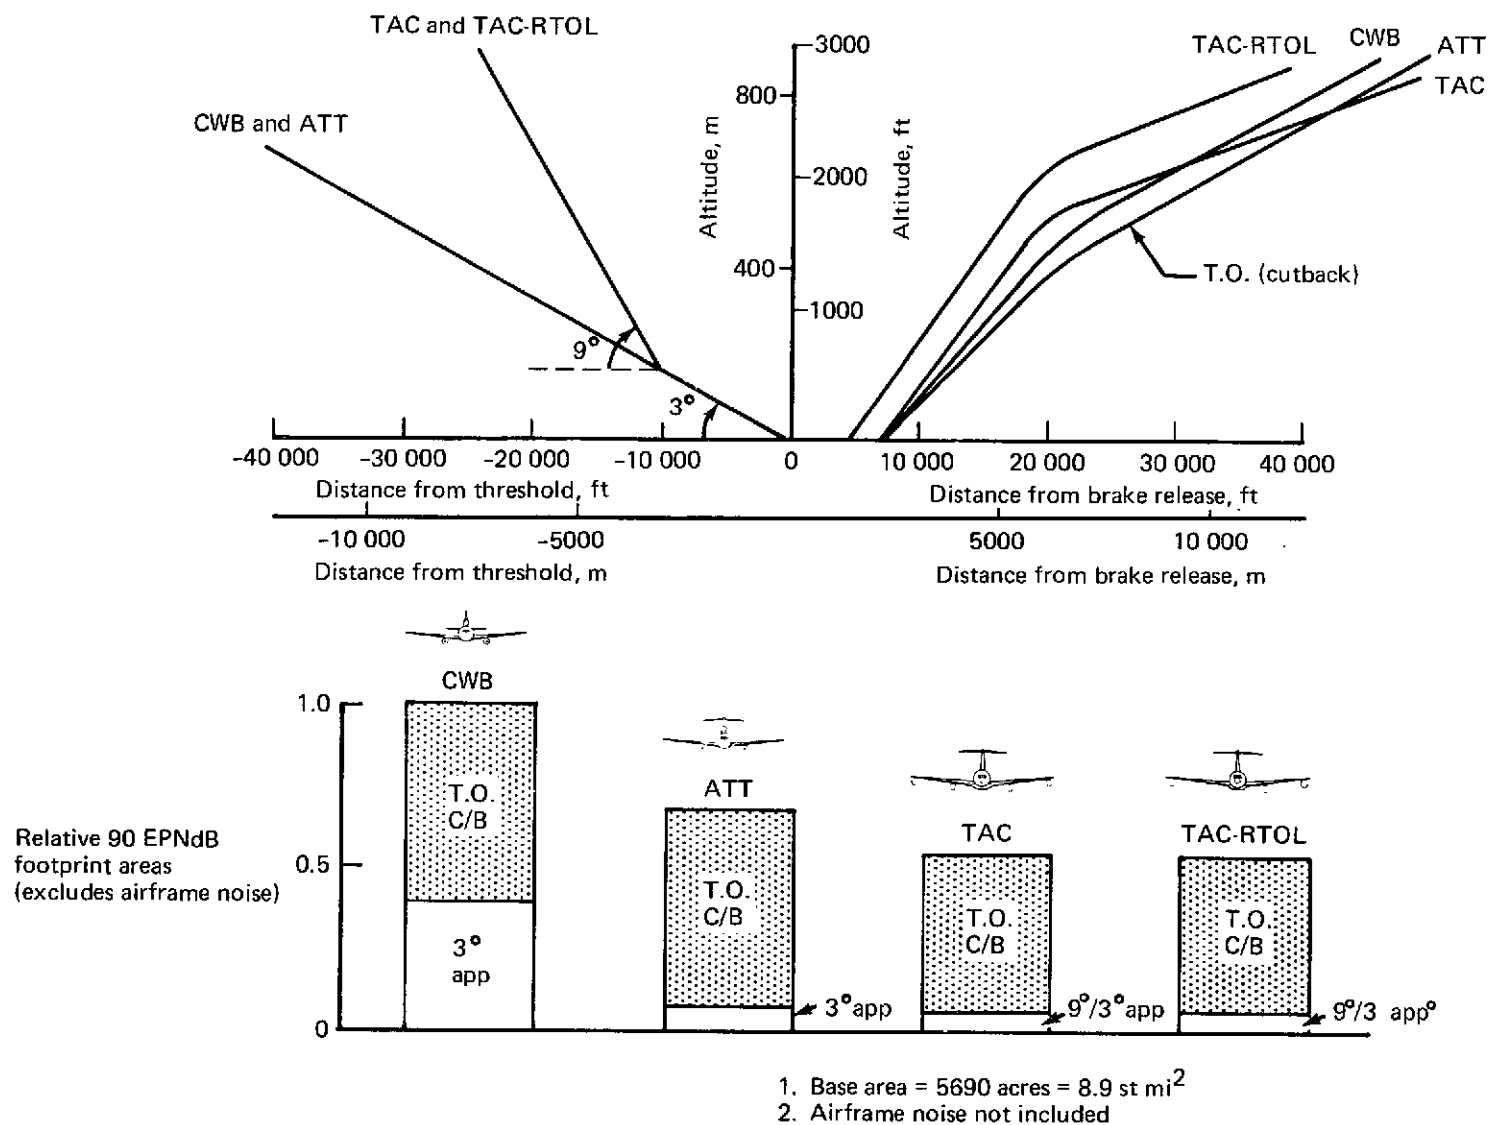 TAC and TAC-RTOL
CWB and ATT
9°
3°
Altitude, m
800
400
3000
2000
1000
Altitude, ft
TAC-RTOL
CWB
ATT
TAC
T.O. (cutback)
-40 000 -30 000 -20 000 -10 000 0 10 000 20 000 30 000 40 000
Distance from threshold, ft
Distance from brake release, ft
-10 000 -5000 5000 10 000
Distance from threshold, m
Distance from brake release, m
Relative 90 EPNdB
footprint areas
(excludes airframe noise)
1.0
0.5
0
CWB
T.O.
C/B
3°
app
ATT
T.O.
C/B
3° app
TAC
T.O.
C/B
9°/3° app
TAC-RTOL
T.O.
C/B
9°/3 app°
1. Base area = 5690 acres = 8.9 st mi²
2. Airframe noise not included